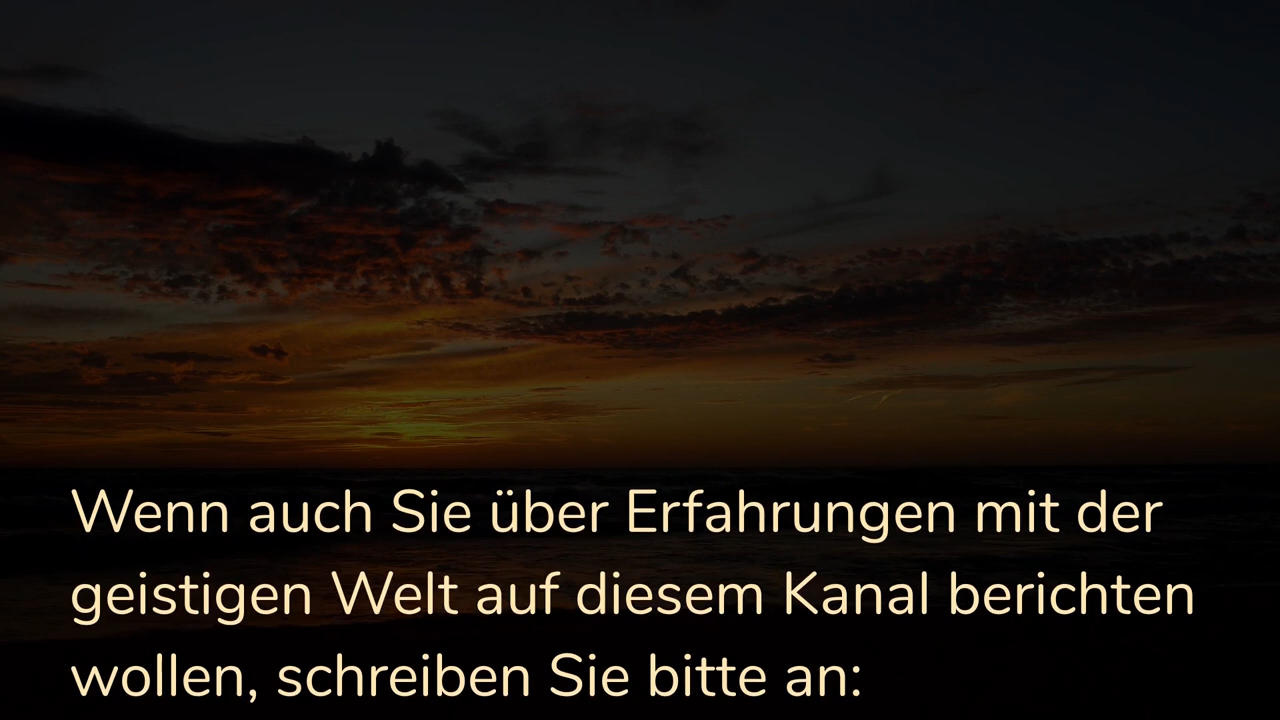 Wenn auch Sie über Erfahrungen mit der
geistigen Welt auf diesem Kanal berichten
wollen, schreiben Sie bitte an: